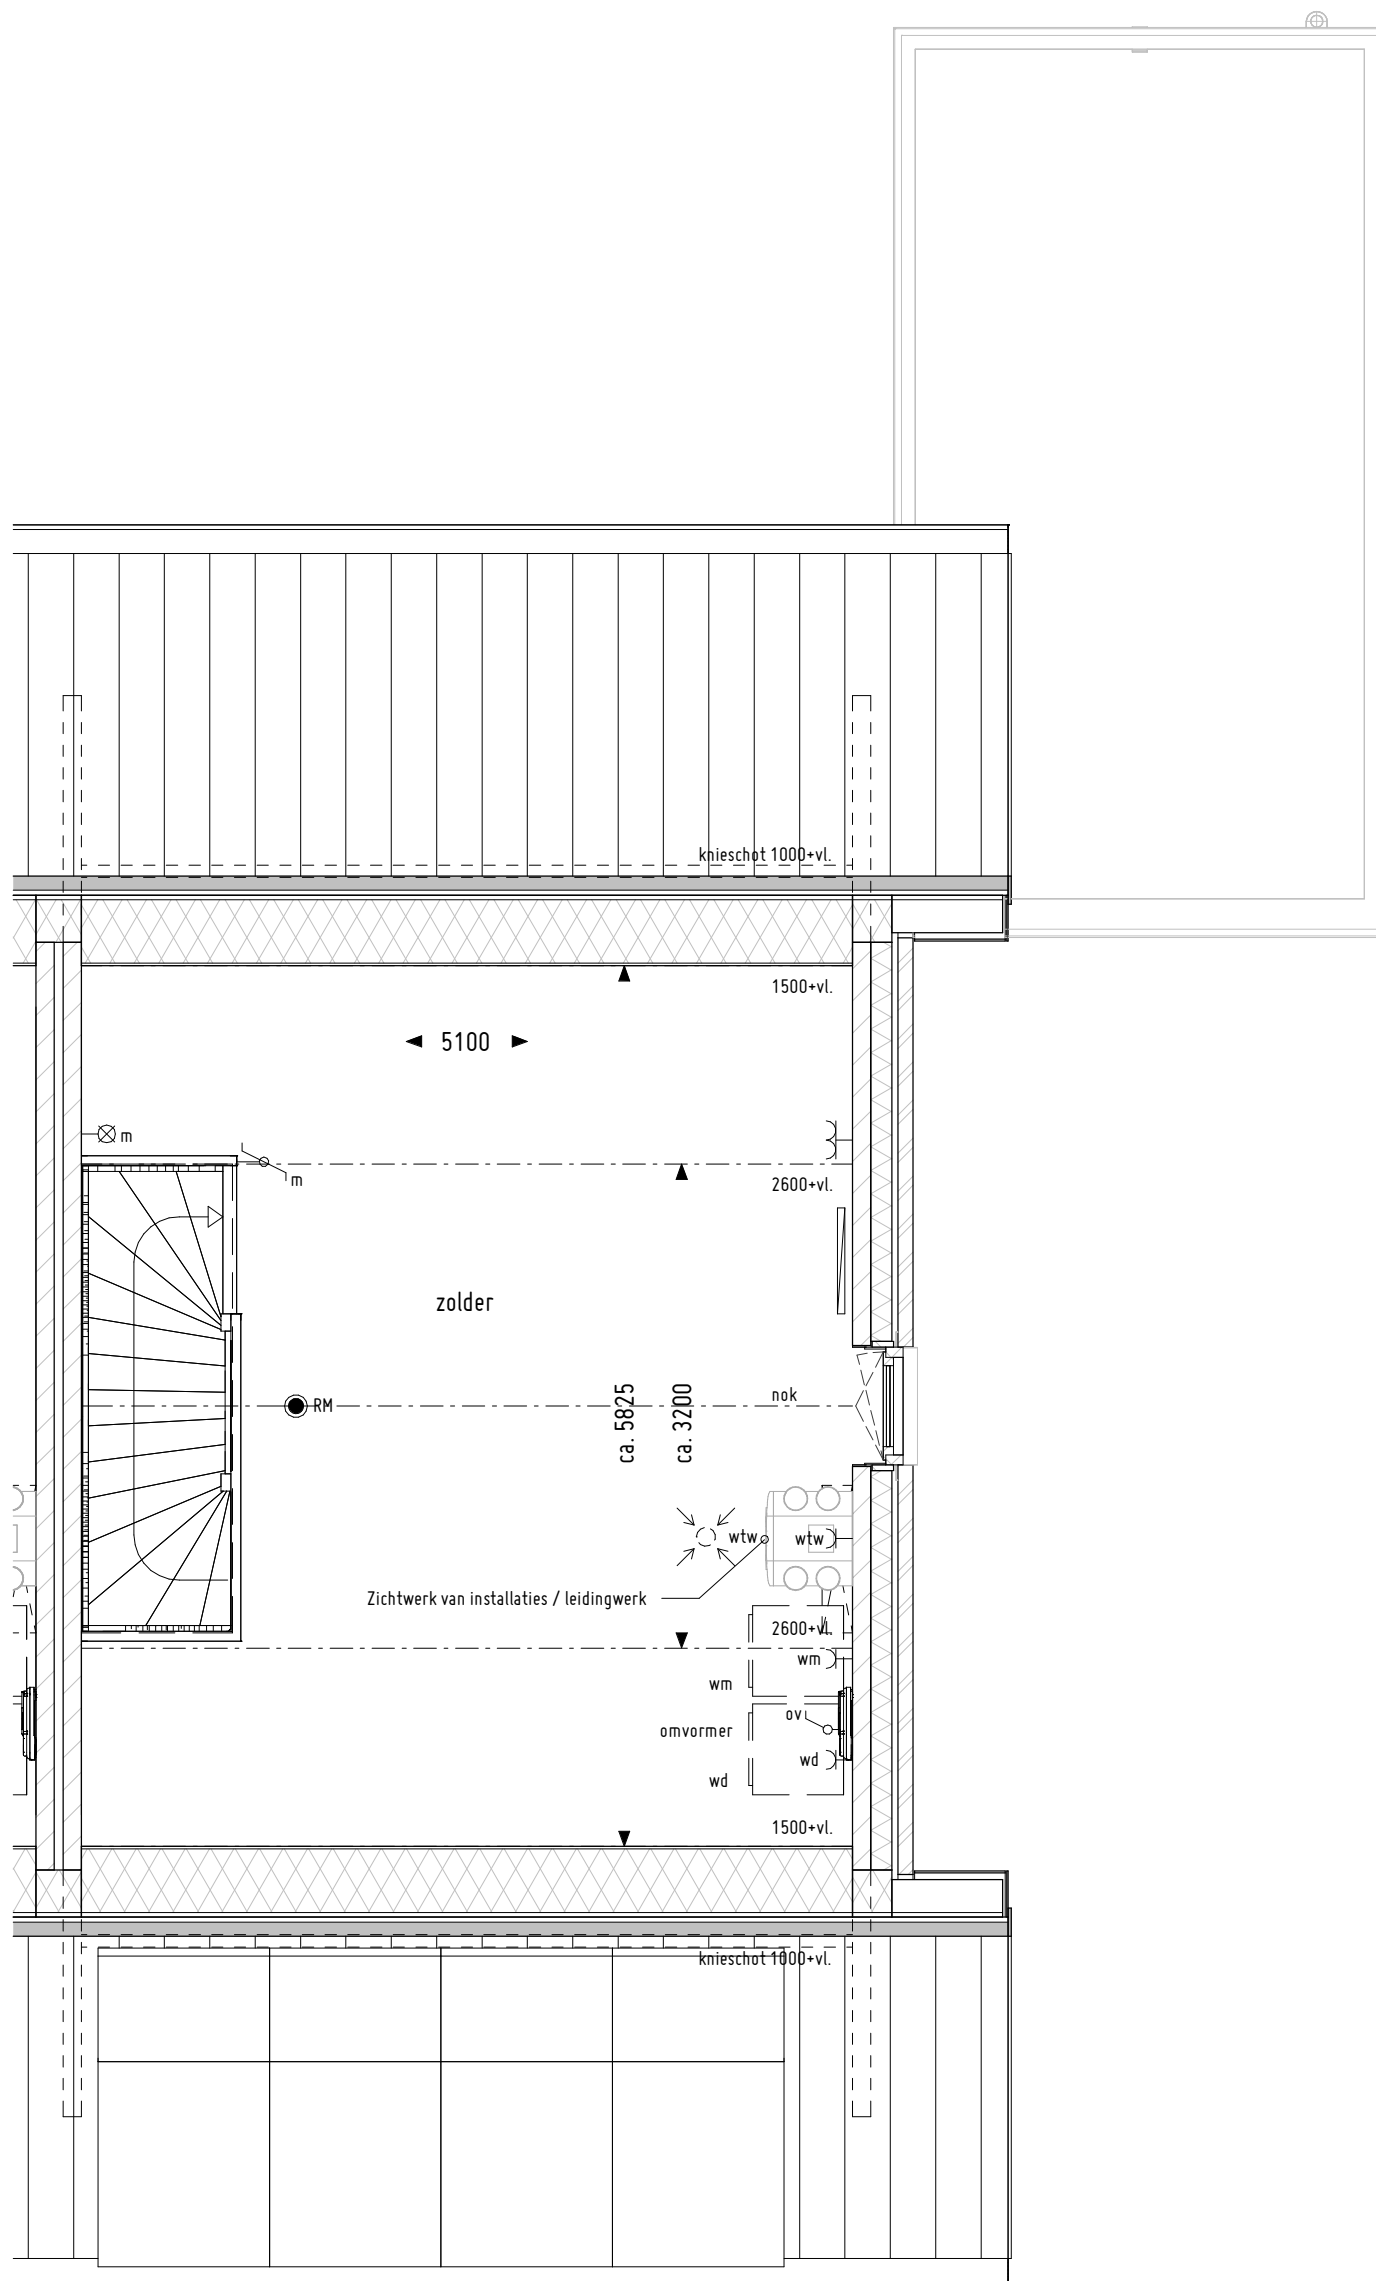 knieschot 1000+vl.
1500+vl.
5100
m
m
2600+vl.
zolder
nok
RM
ca. 5825
ca. 3200
wtw
wtw
Zichtwerk van installaties / leidingwerk
2600+vl.
wm
wm
ov
omvormer
wd
wd
1500+vl.
knieschot 1000+vl.